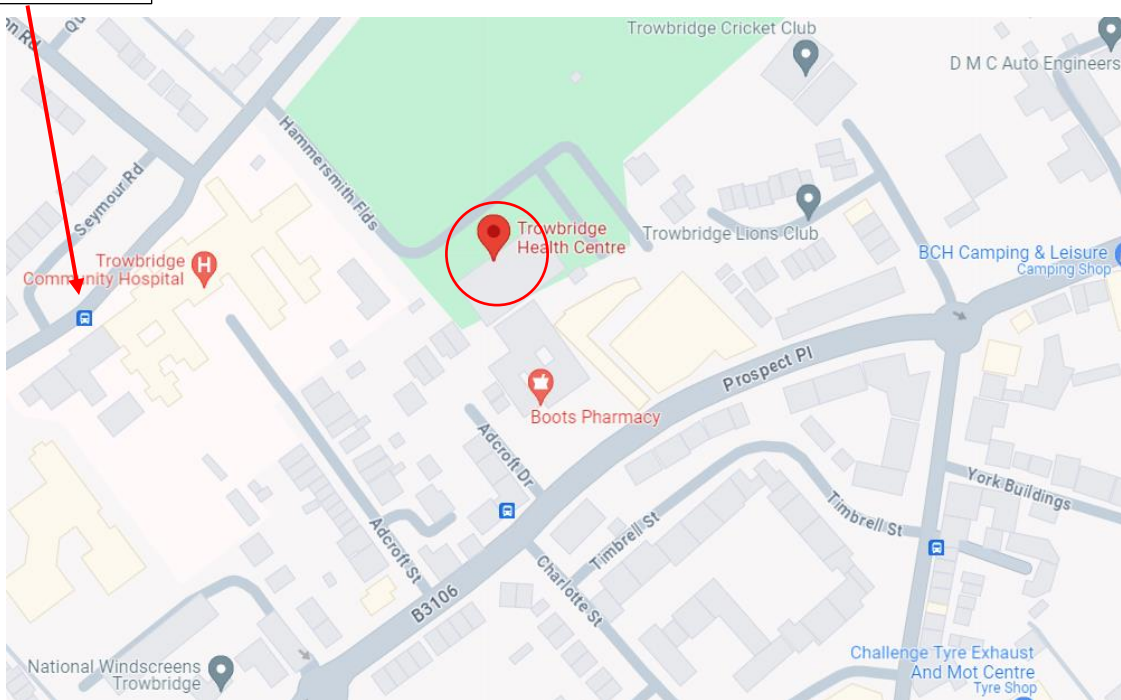 Trowbridge Cricket Club
D M C Auto Engineers
Hammersmith Flds
Seymour Rd
Trowbridge
Health Centre
Trowbridge Lions Club
BCH Camping & Leisure
Camping Shop
Trowbridge
Community Hospital
H
Prospect Pl
Boots Pharmacy
Adcroft Dr
York Buildings
Timbrell St
Timbrell St
Adcroft St
Charlotte St
B3106
National Windscreens
Trowbridge
Challenge Tyre Exhaust
And Mot Centre
Tyre Shop